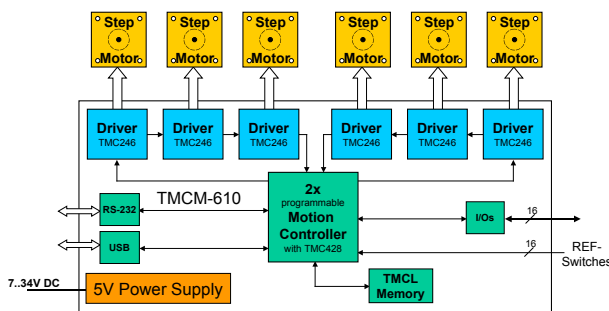 Step
Motor
Step
Motor
Step
Motor
Step
Motor
Step
Motor
Step
Motor
Driver
TMC246
Driver
TMC246
Driver
TMC246
Driver
TMC246
Driver
TMC246
Driver
TMC246
TMCM-610
2x
programmable
Motion
Controller
with TMC428
RS-232
I/Os
16
USB
16
REF-
Switches
7..34V DC
5V Power Supply
TMCL
Memory